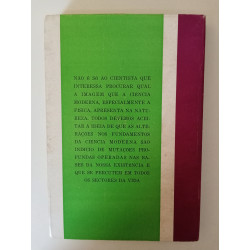 NÃO É SÓ AO CIENTISTA QUE
INTERESSA PROCURAR QUAL
A IMAGEM QUE A CIÊNCIA
MODERNA, ESPECIALMENTE A
FÍSICA, APRESENTA NA NATU-
REZA. TODOS DEVEMOS ACEI-
TAR A IDEIA DE QUE AS ALTE-
RAÇÕES NOS FUNDAMENTOS
DA CIÊNCIA MODERNA SÃO
INDÍCIO DE MUTAÇÕES PRO-
FUNDAS OPERADAS NAS BA-
SES DA NOSSA EXISTÊNCIA E
QUE SE PERCUTEM EM TODOS
OS SECTORES DA VIDA.